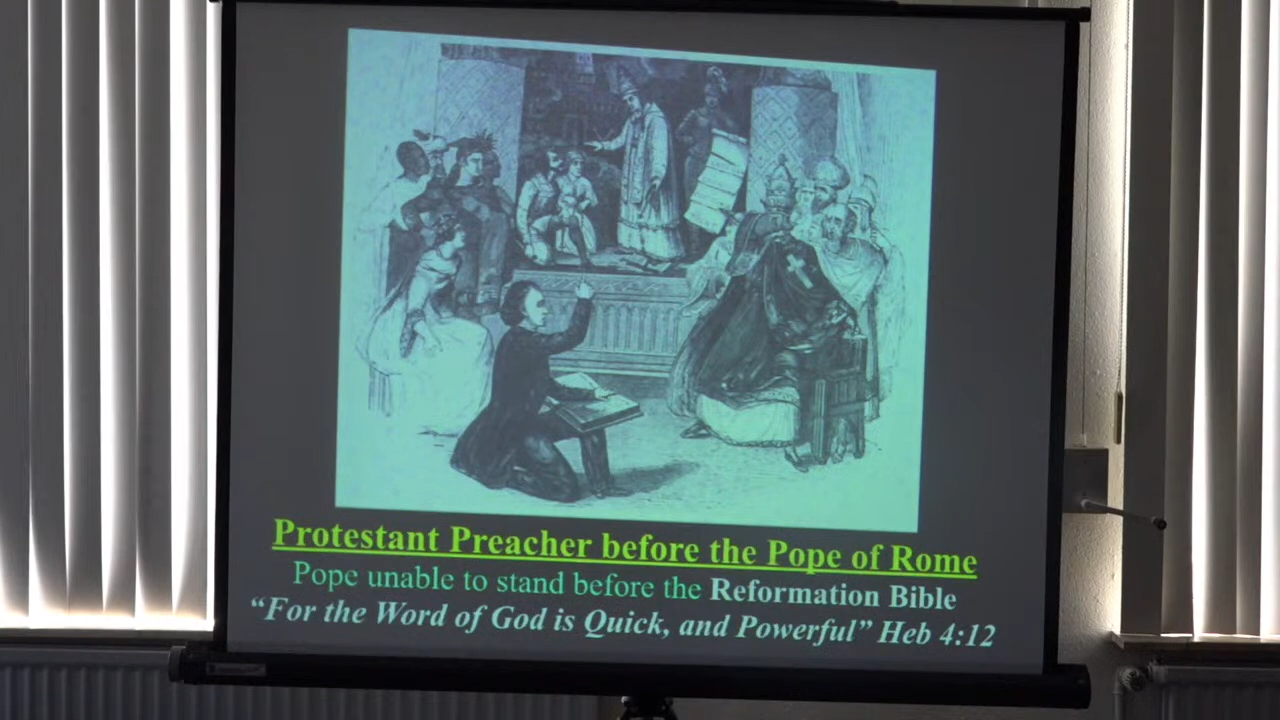 Protestant Preacher before the Pope of Rome
Pope unable to stand before the Reformation Bible
“For the Word of God is Quick, and Powerful” Heb 4:12